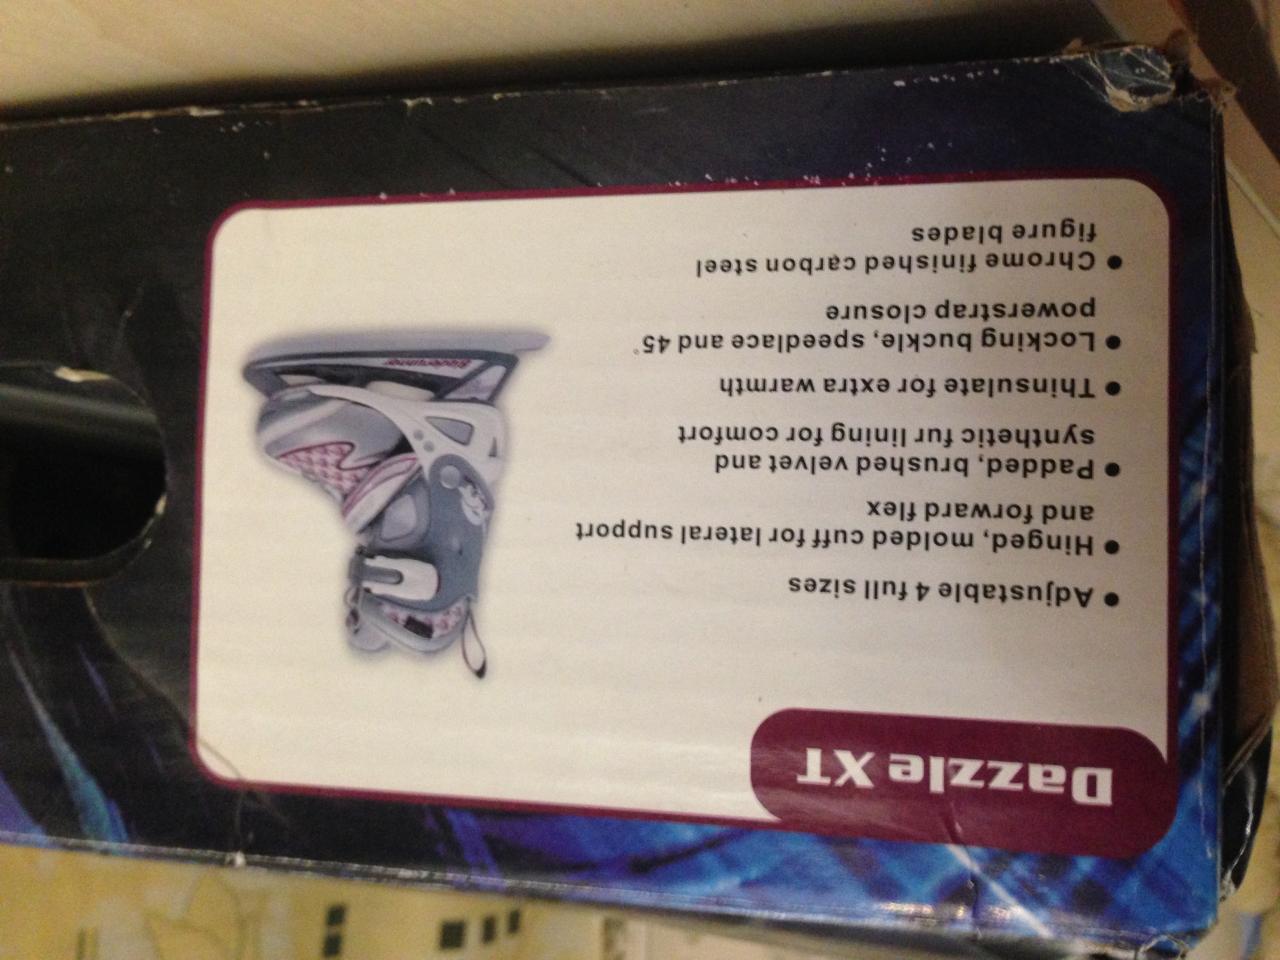 Dazzle XT
• Adjustable 4 full sizes
• Hinged, molded cuff for lateral support
and forward flex
• Padded, brushed velvet and
synthetic fur lining for comfort
• Thinsulate for extra warmth
• Locking buckle, speedlace and 45°
powerstrap closure
• Chrome finished carbon steel
figure blades
Bladerunner